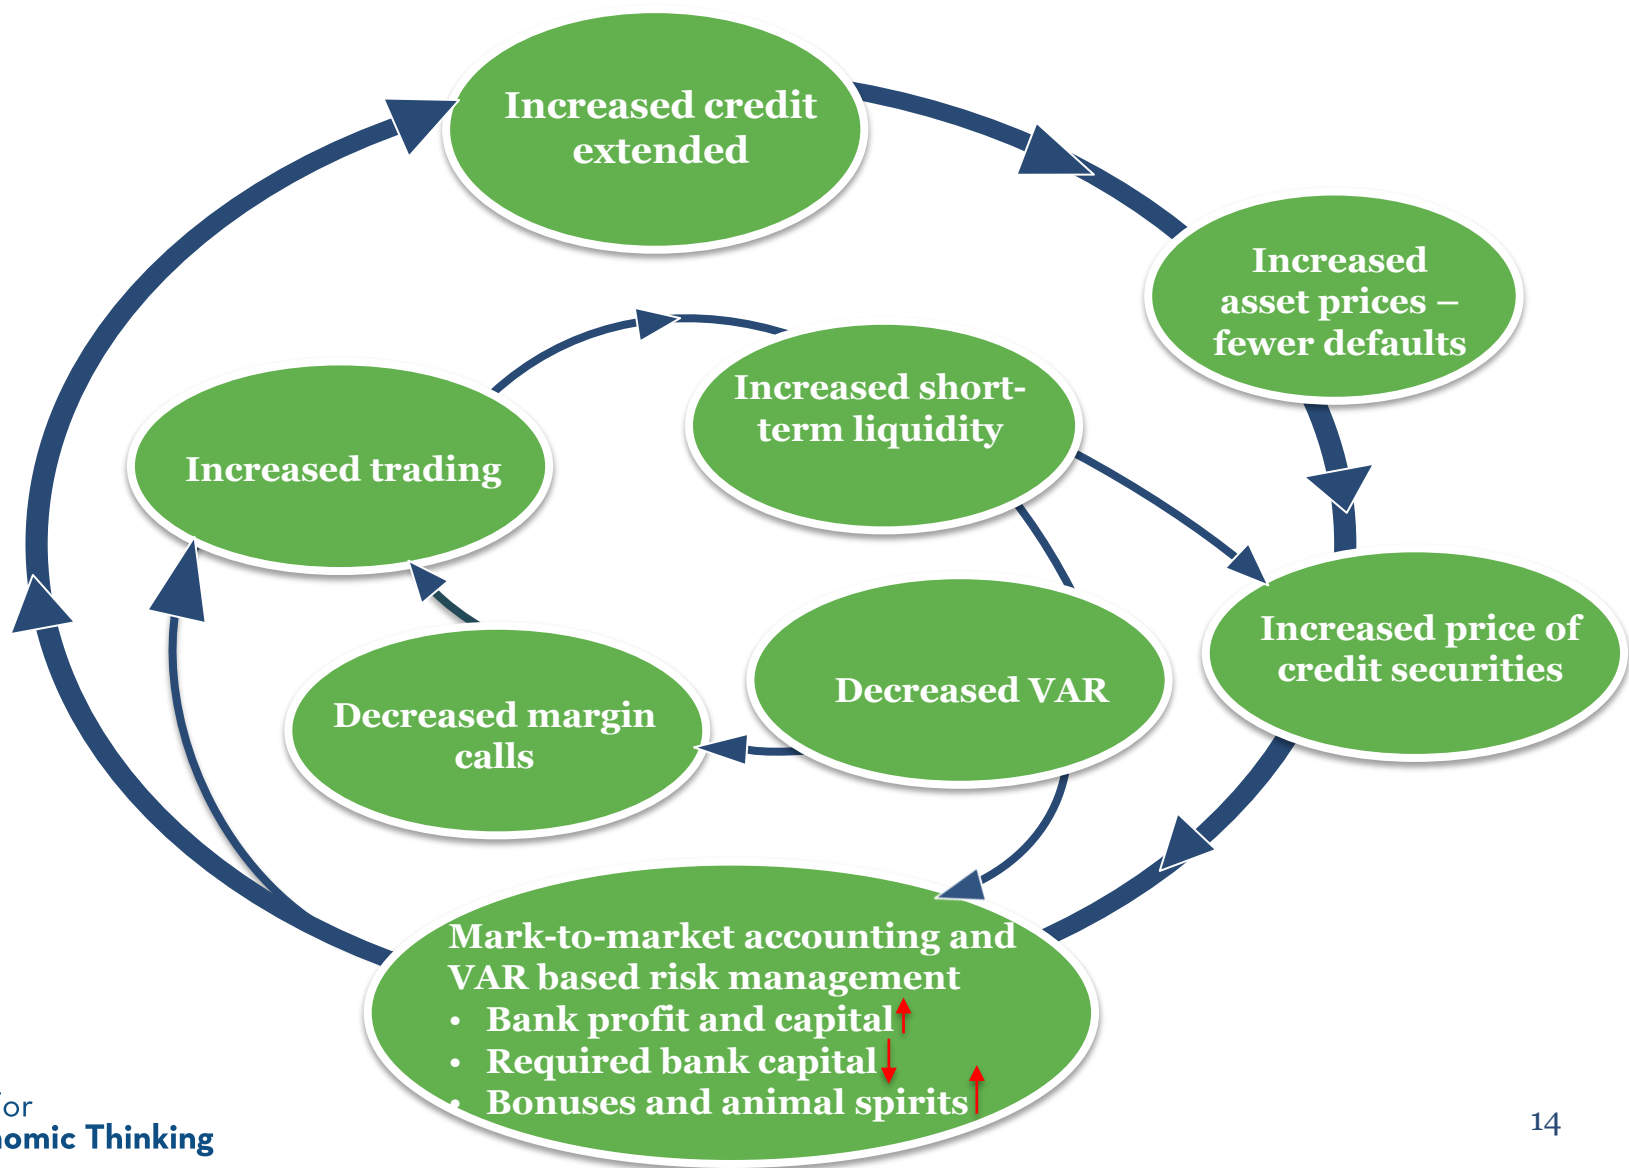 Increased credit
extended
Increased
asset prices –
fewer defaults
Increased short-
term liquidity
Increased trading
Increased price of
credit securities
Decreased VAR
Decreased margin
calls
Mark-to-market accounting and
VAR based risk management
• Bank profit and capital
• Required bank capital
• Bonuses and animal spirits
or
omic Thinking
14